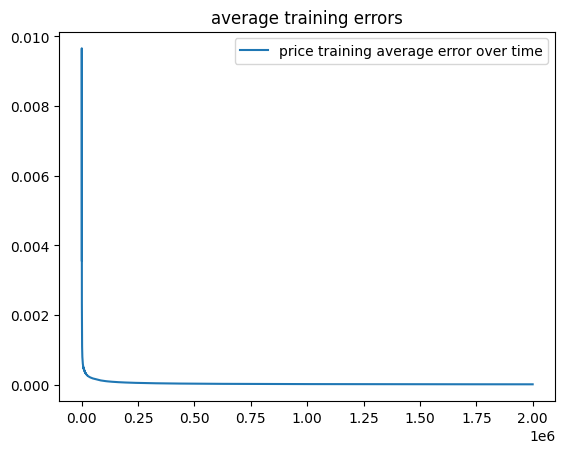 average training errors
price training average error over time
0.010
0.008
0.006
0.004
0.002
0.000
0.00 0.25 0.50 0.75 1.00 1.25 1.50 1.75 2.00
1e6